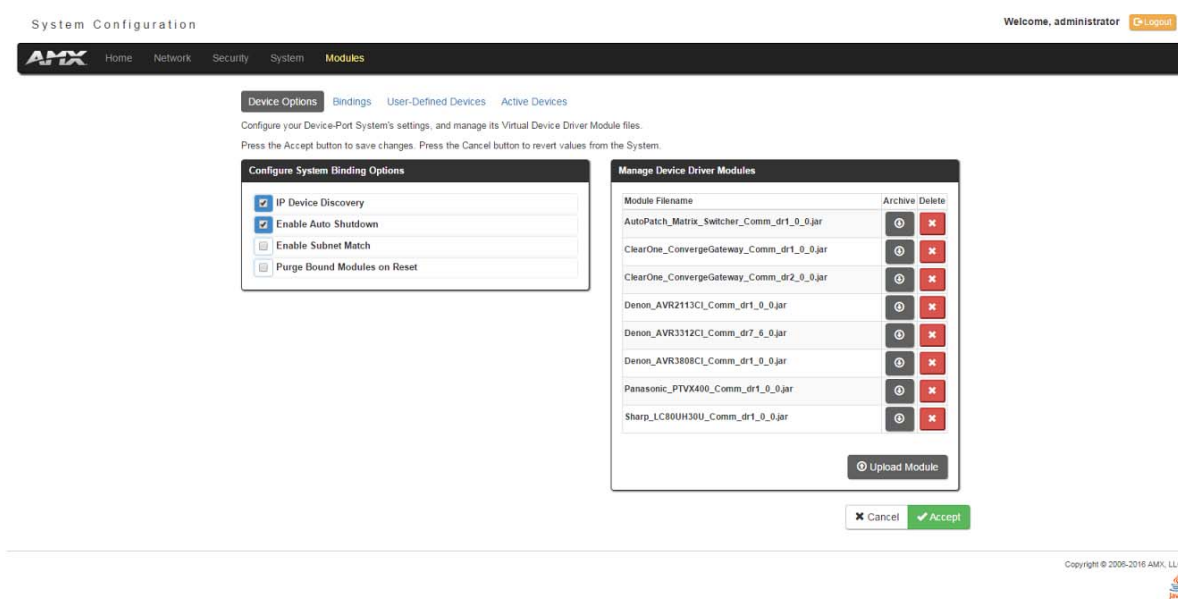 System Configuration
Welcome, administrator Logout
AMX Home Network Security System Modules
Device Options Bindings User-Defined Devices Active Devices
Configure your Device-Port System's settings, and manage its Virtual Device Driver Module files.
Press the Accept button to save changes. Press the Cancel button to revert values from the System.
Configure System Binding Options
IP Device Discovery
Enable Auto Shutdown
Enable Subnet Match
Purge Bound Modules on Reset
Manage Device Driver Modules
Module Filename Archive Delete
AutoPatch_Matrix_Switcher_Comm_dr1_0_0.jar
ClearOne_ConvergeGateway_Comm_dr1_0_0.jar
ClearOne_ConvergeGateway_Comm_dr2_0_0.jar
Denon_AVR2113CI_Comm_dr1_0_0.jar
Denon_AVR3312CI_Comm_dr7_6_0.jar
Denon_AVR3808CI_Comm_dr1_0_0.jar
Panasonic_PTVX400_Comm_dr1_0_0.jar
Sharp_LC80UH30U_Comm_dr1_0_0.jar
Upload Module
Cancel Accept
Copyright © 2006-2016 AMX,